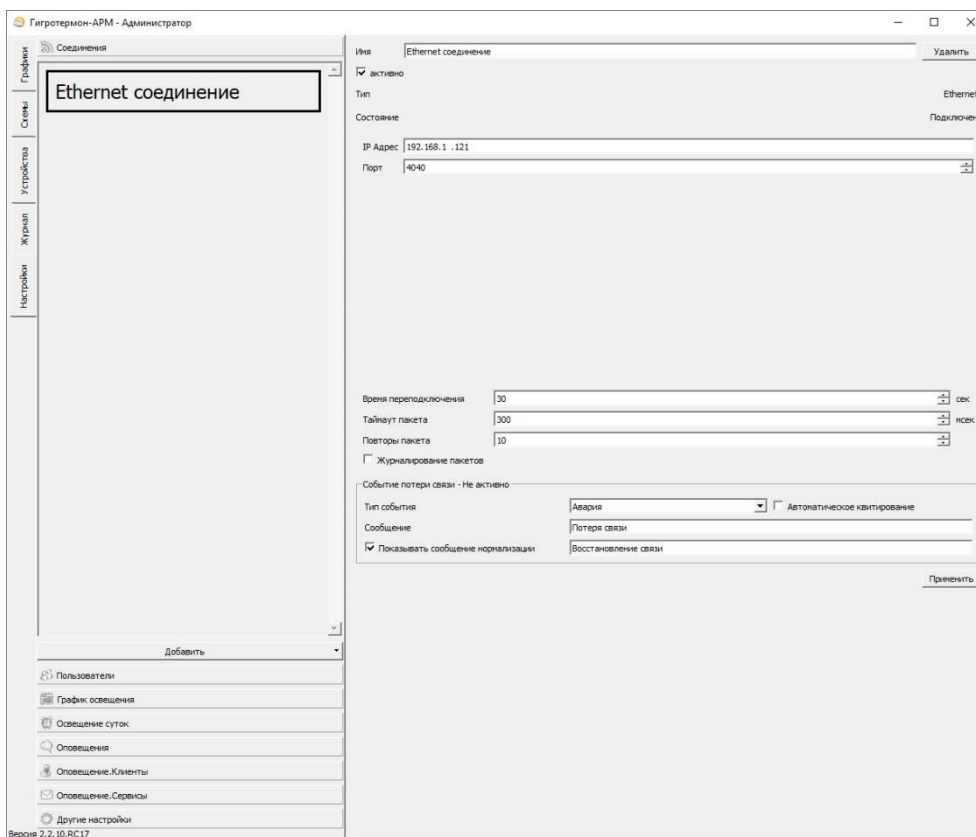 Гигротермон-АРМ - Администратор
Графики
Схемы
Устройства
Журнал
Настройки
Соединения
Ethernet соединение
Добавить
Пользователи
График освещения
Освещение суток
Оповещения
Оповещение.Клиенты
Оповещение.Сервисы
Другие настройки
Версия 2.2.10.RC17
Имя Ethernet соединение Удалить
активно
Тип Ethernet
Состояние Подключен
IP Адрес 192.168.1 .121
Порт 4040
Время переподключения 30 сек
Таймаут пакета 300 мсек
Повторы пакета 10
Журналирование пакетов
Событие потери связи - Не активно
Тип события Авария Автоматическое квитирование
Сообщение Потеря связи
Показывать сообщение нормализации Восстановление связи
Применить